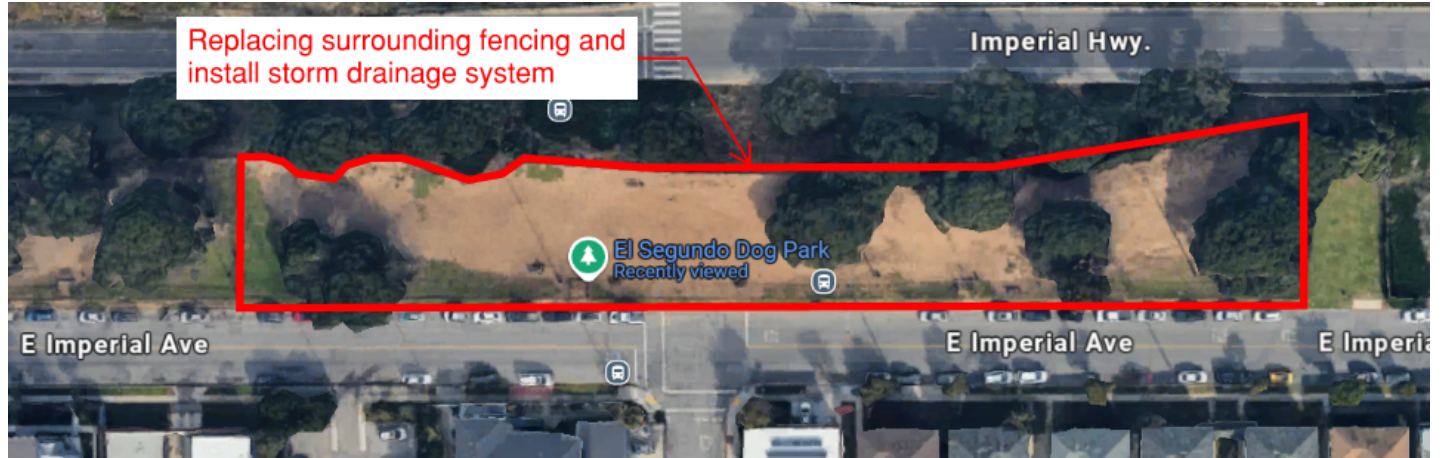 Replacing surrounding fencing and
install storm drainage system
Imperial Hwy.
El Segundo Dog Park
Recently viewed
E Imperial Ave
E Imperial Ave
E Imperia